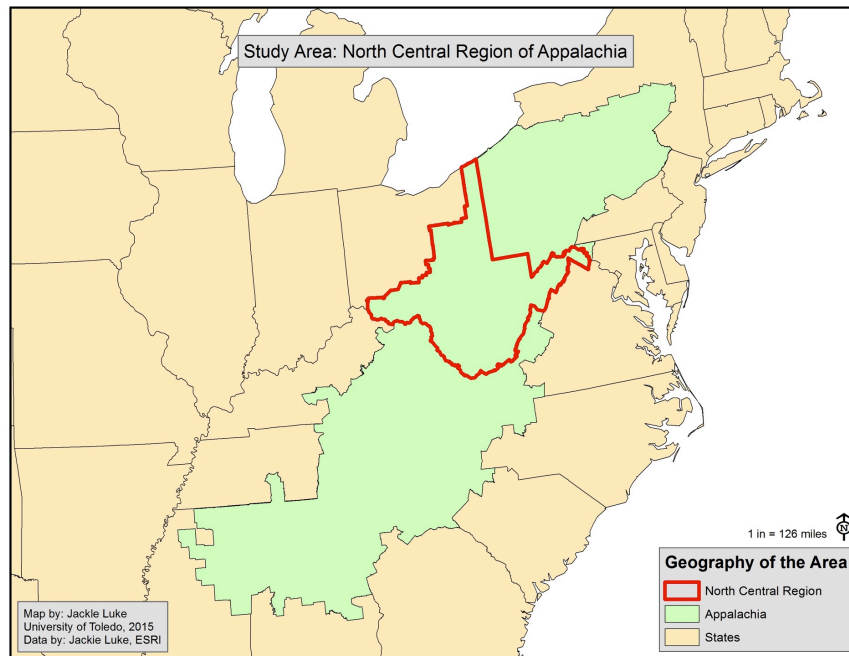 Study Area: North Central Region of Appalachia
1 in = 126 miles
N
Geography of the Area
North Central Region
Appalachia
States
Map by: Jackle Luke
University of Toledo, 2015
Data by: Jackie Luke, ESRI